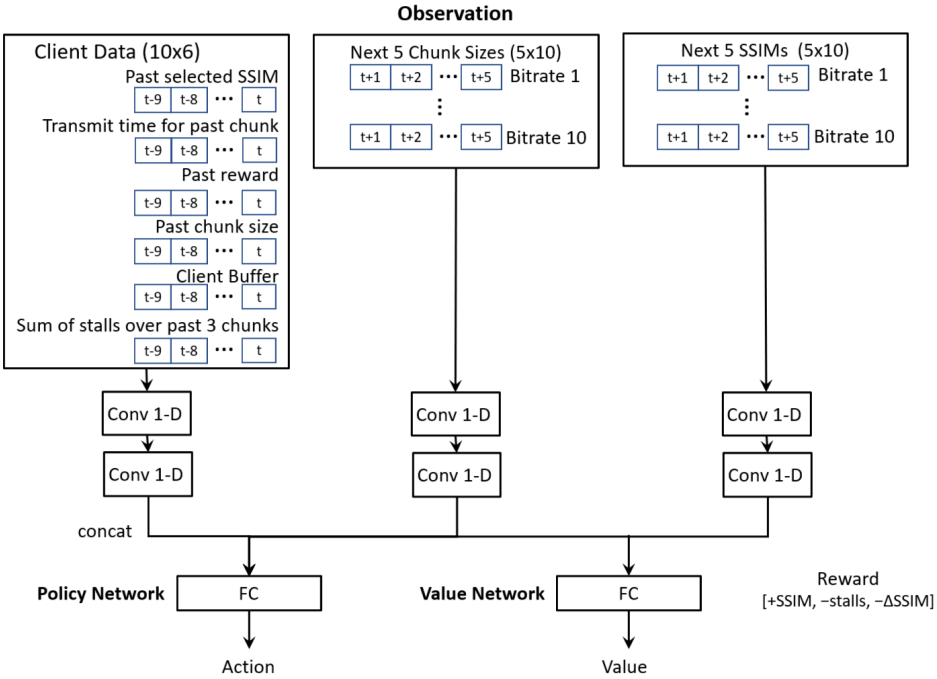 Observation
Client Data (10x6)
Past selected SSIM
t-9 t-8 ... t
Transmit time for past chunk
t-9 t-8 ... t
Past reward
t-9 t-8 ... t
Past chunk size
t-9 t-8 ... t
Client Buffer
t-9 t-8 ... t
Sum of stalls over past 3 chunks
t-9 t-8 ... t
Next 5 Chunk Sizes (5x10)
t+1 t+2 ... t+5 Bitrate 1
⋮
t+1 t+2 ... t+5 Bitrate 10
Next 5 SSIMs (5x10)
t+1 t+2 ... t+5 Bitrate 1
⋮
t+1 t+2 ... t+5 Bitrate 10
Conv 1-D Conv 1-D Conv 1-D
Conv 1-D Conv 1-D Conv 1-D
concat
Policy Network FC Value Network FC
Reward
[+SSIM, −stalls, −ΔSSIM]
Action Value